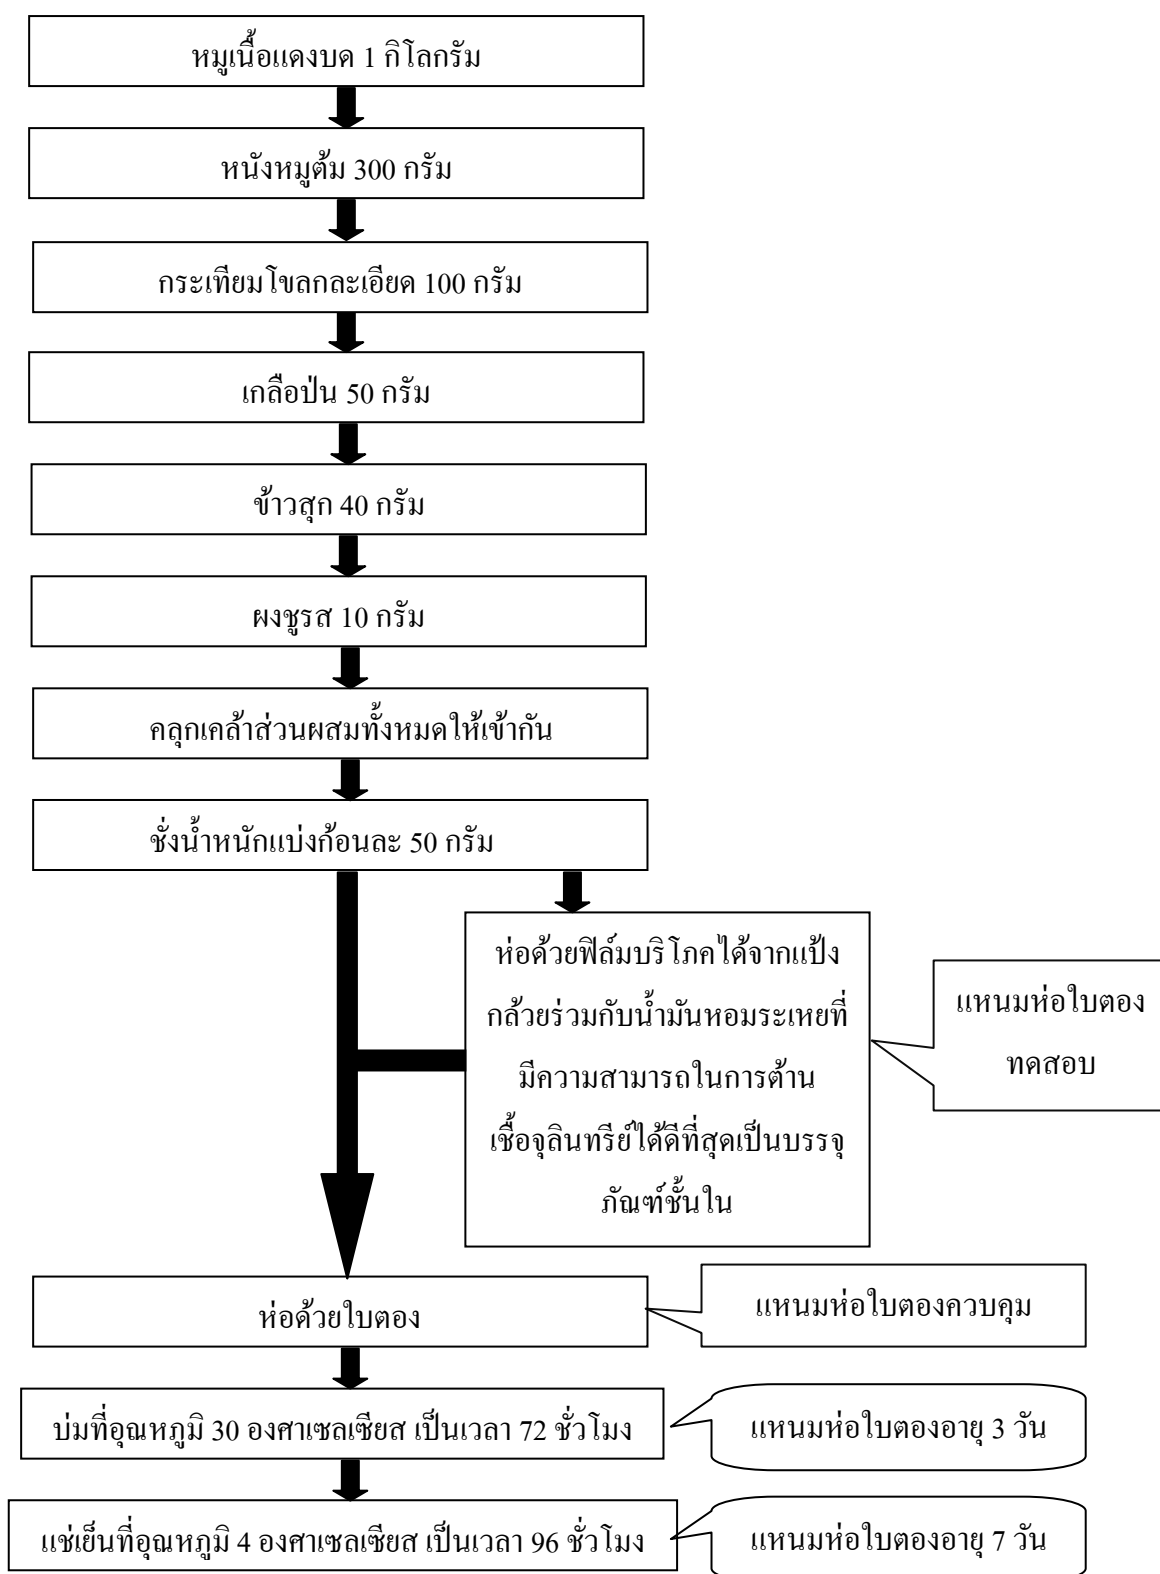 หมูเนื้อแดงบด 1 กิโลกรัม
หนังหมูต้ม 300 กรัม
กระเทียมโขลกละเอียด 100 กรัม
เกลือป่น 50 กรัม
ข้าวสุก 40 กรัม
ผงชูรส 10 กรัม
คลุกเคล้าส่วนผสมทั้งหมดให้เข้ากัน
ชั่งน้ำหนักแบ่งก้อนละ 50 กรัม
ห่อด้วยฟิล์มบริโภคได้จากแป้ง
กล้วยร่วมกับน้ำมันหอมระเหยที่
มีความสามารถในการต้าน
เชื้อจุลินทรีย์ได้ดีที่สุดเป็นบรรจุ
ภัณฑ์ชั้นใน
แหนมห่อใบตอง
ทดสอบ
ห่อด้วยใบตอง
แหนมห่อใบตองควบคุม
บ่มที่อุณหภูมิ 30 องศาเซลเซียส เป็นเวลา 72 ชั่วโมง
แหนมห่อใบตองอายุ 3 วัน
แช่เย็นที่อุณหภูมิ 4 องศาเซลเซียส เป็นเวลา 96 ชั่วโมง
แหนมห่อใบตองอายุ 7 วัน